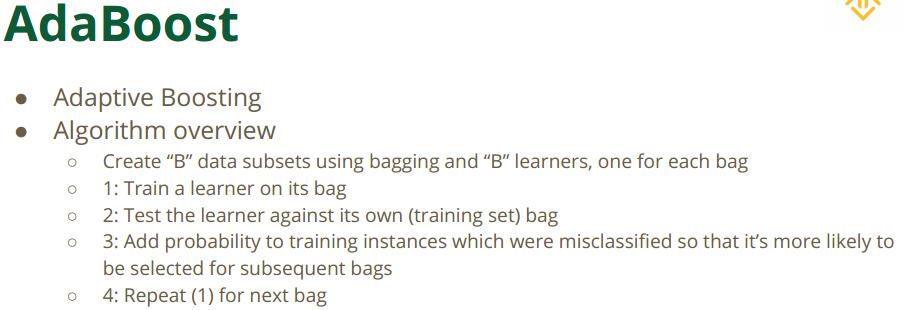 AdaBoost
● Adaptive Boosting
● Algorithm overview
○ Create “B” data subsets using bagging and “B” learners, one for each bag
○ 1: Train a learner on its bag
○ 2: Test the learner against its own (training set) bag
○ 3: Add probability to training instances which were misclassified so that it’s more likely to
be selected for subsequent bags
○ 4: Repeat (1) for next bag